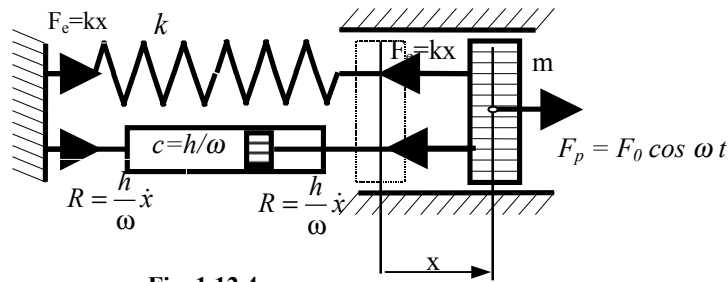 Fₑ=kx
k
Fₑ=kx
m
c=h/ω
Fₚ = F₀ cos ω t
R = h/ω ẋ
R = h/ω ẋ
x
Fig. 1.12.4